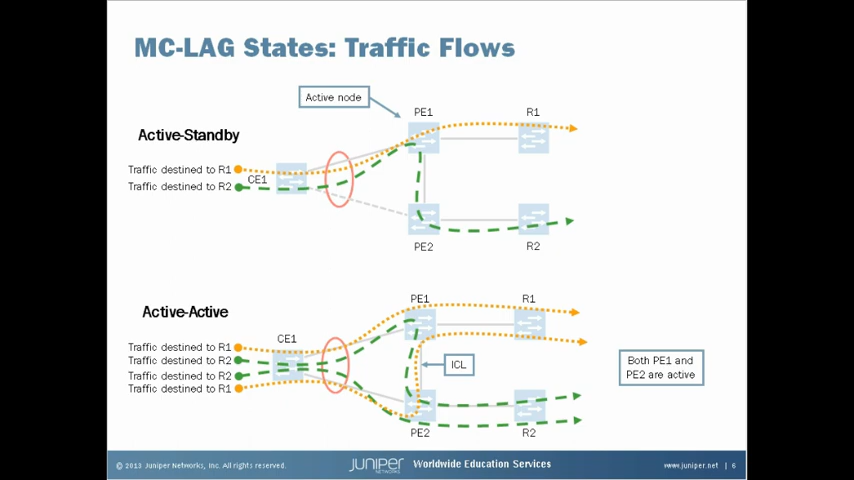 MC-LAG States: Traffic Flows
Active node
PE1
R1
Active-Standby
Traffic destined to R1
CE1
Traffic destined to R2
PE2
R2
Active-Active
PE1
R1
CE1
Traffic destined to R1
Traffic destined to R2
Traffic destined to R2
Traffic destined to R1
ICL
Both PE1 and
PE2 are active
PE2
R2
© 2013 Juniper Networks, Inc. All rights reserved.
JUNIPER
NETWORKS
Worldwide Education Services
www.juniper.net | 6